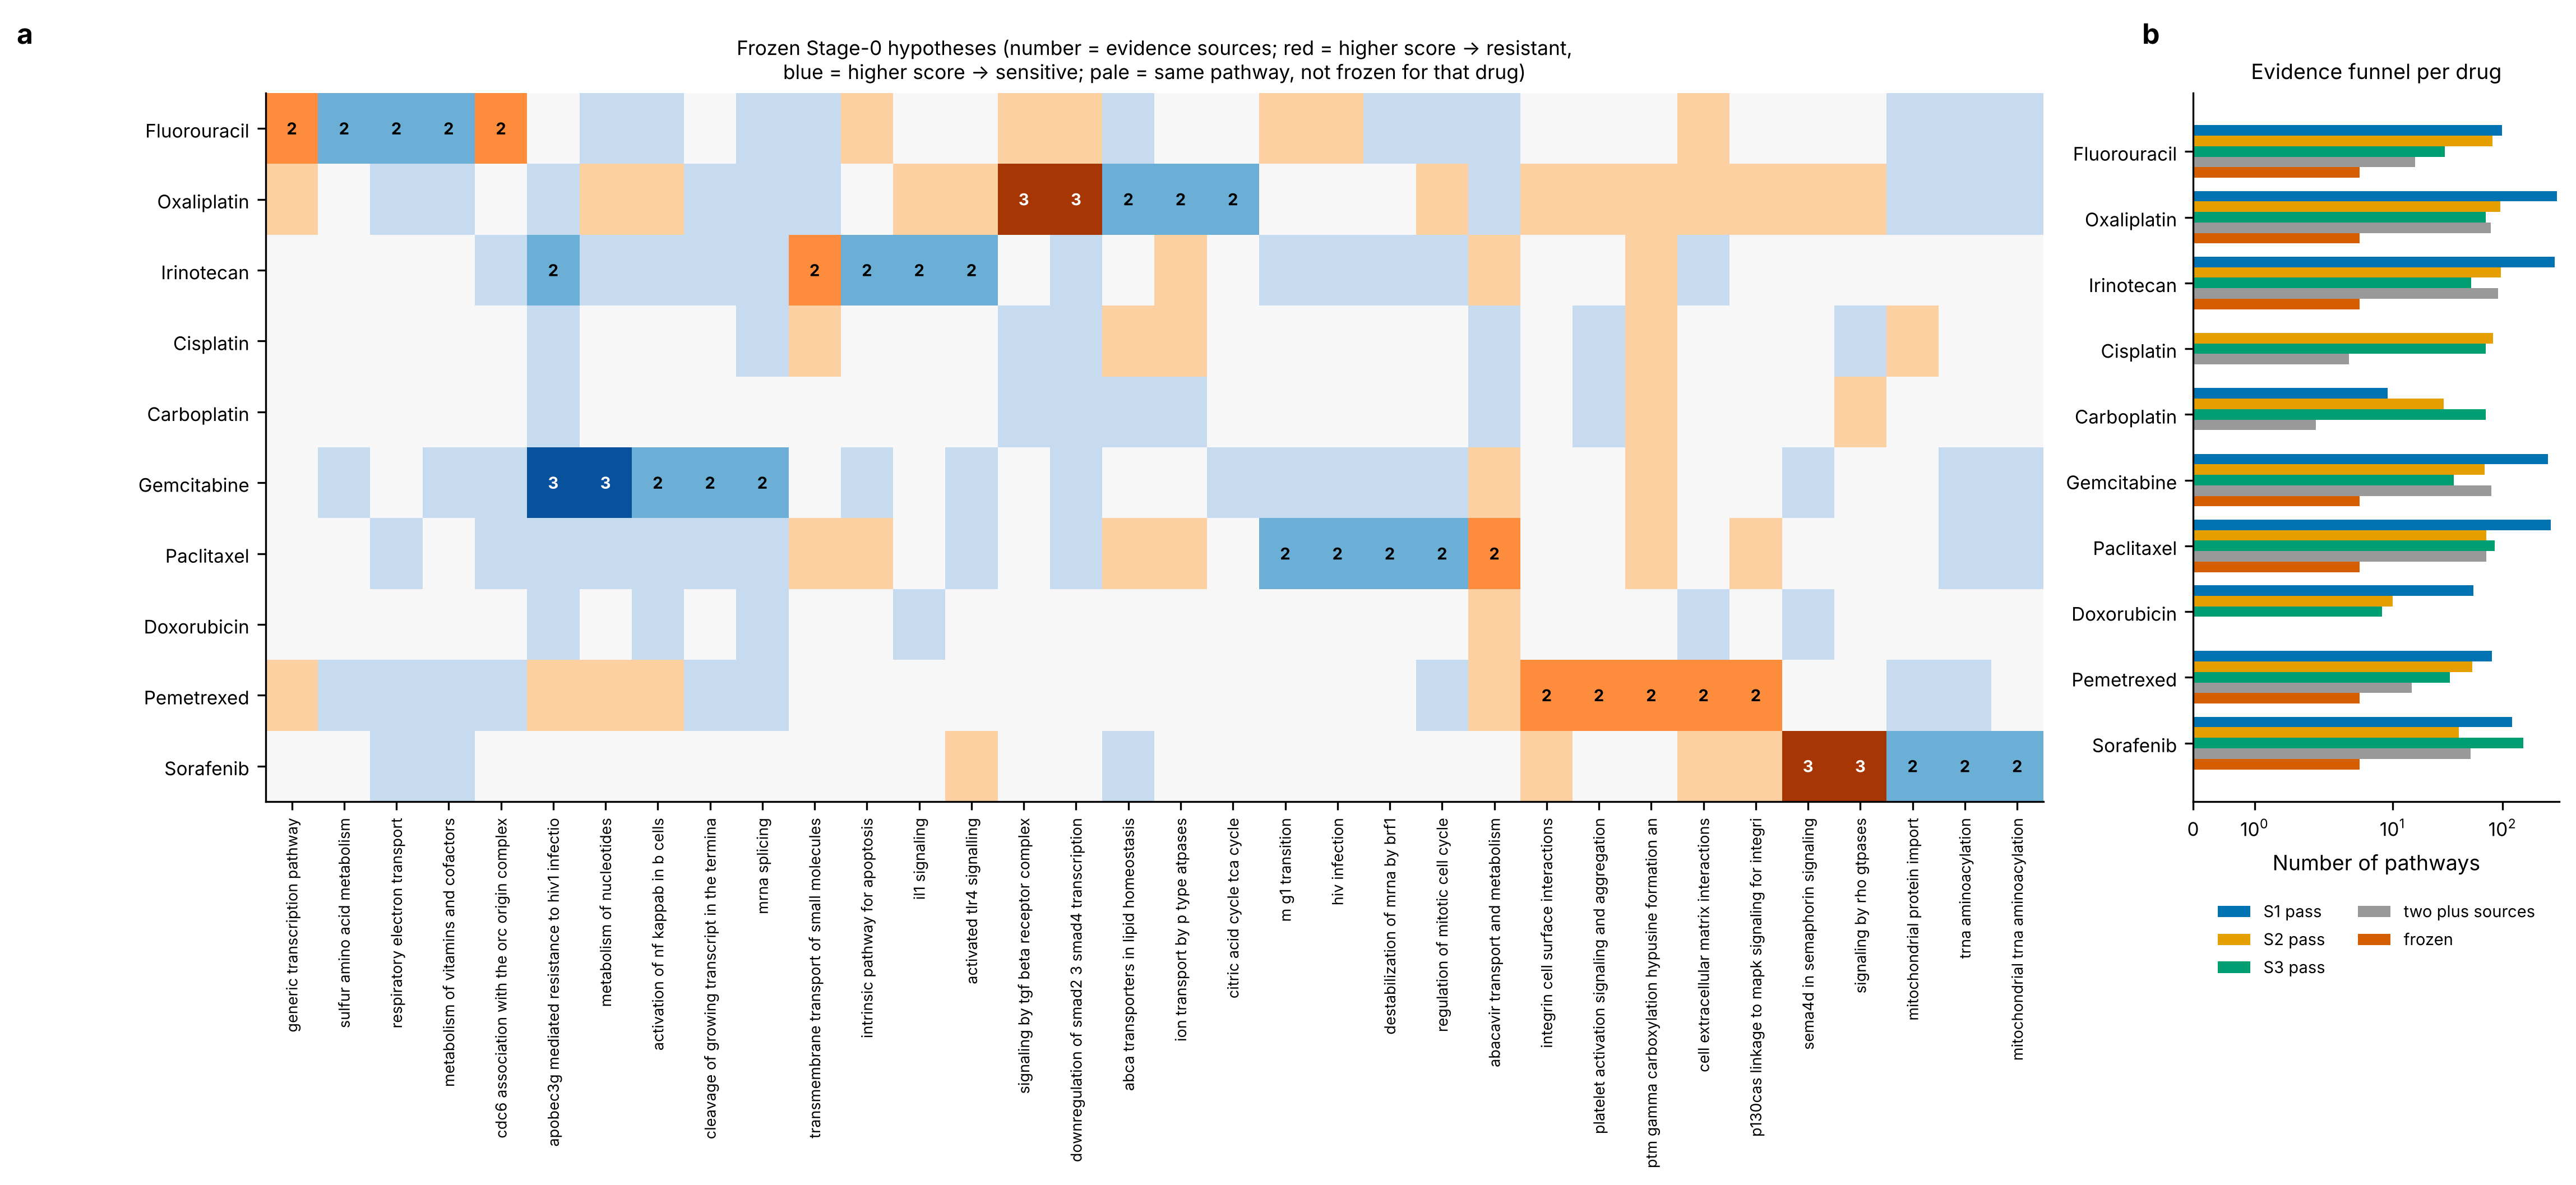 a
Frozen Stage-0 hypotheses (number = evidence sources; red = higher score → resistant,
blue = higher score → sensitive; pale = same pathway, not frozen for that drug)
Fluorouracil
2 2 2 2 2
Oxaliplatin
3 3 2 2 2
Irinotecan
2 2 2 2 2
Cisplatin
Carboplatin
Gemcitabine
3 3 2 2 2
Paclitaxel
2 2 2 2 2
Doxorubicin
Pemetrexed
2 2 2 2 2
Sorafenib
3 3 2 2 2
generic transcription pathway
sulfur amino acid metabolism
respiratory electron transport
metabolism of vitamins and cofactors
cdc6 association with the orc origin complex
apobec3g mediated resistance to hiv1 infectio
metabolism of nucleotides
activation of nf kappab in b cells
cleavage of growing transcript in the termina
mrna splicing
transmembrane transport of small molecules
intrinsic pathway for apoptosis
il1 signaling
activated tlr4 signalling
signaling by tgf beta receptor complex
downregulation of smad2 3 smad4 transcription
abca transporters in lipid homeostasis
ion transport by p type atpases
citric acid cycle tca cycle
m g1 transition
hiv infection
destabilization of mrna by brf1
regulation of mitotic cell cycle
abacavir transport and metabolism
integrin cell surface interactions
platelet activation signaling and aggregation
ptm gamma carboxylation hypusine formation an
cell extracellular matrix interactions
p130cas linkage to mapk signaling for integri
sema4d in semaphorin signaling
signaling by rho gtpases
mitochondrial protein import
trna aminoacylation
mitochondrial trna aminoacylation
b
Evidence funnel per drug
Fluorouracil
Oxaliplatin
Irinotecan
Cisplatin
Carboplatin
Gemcitabine
Paclitaxel
Doxorubicin
Pemetrexed
Sorafenib
0 10⁰ 10¹ 10²
Number of pathways
S1 pass
S2 pass
S3 pass
two plus sources
frozen